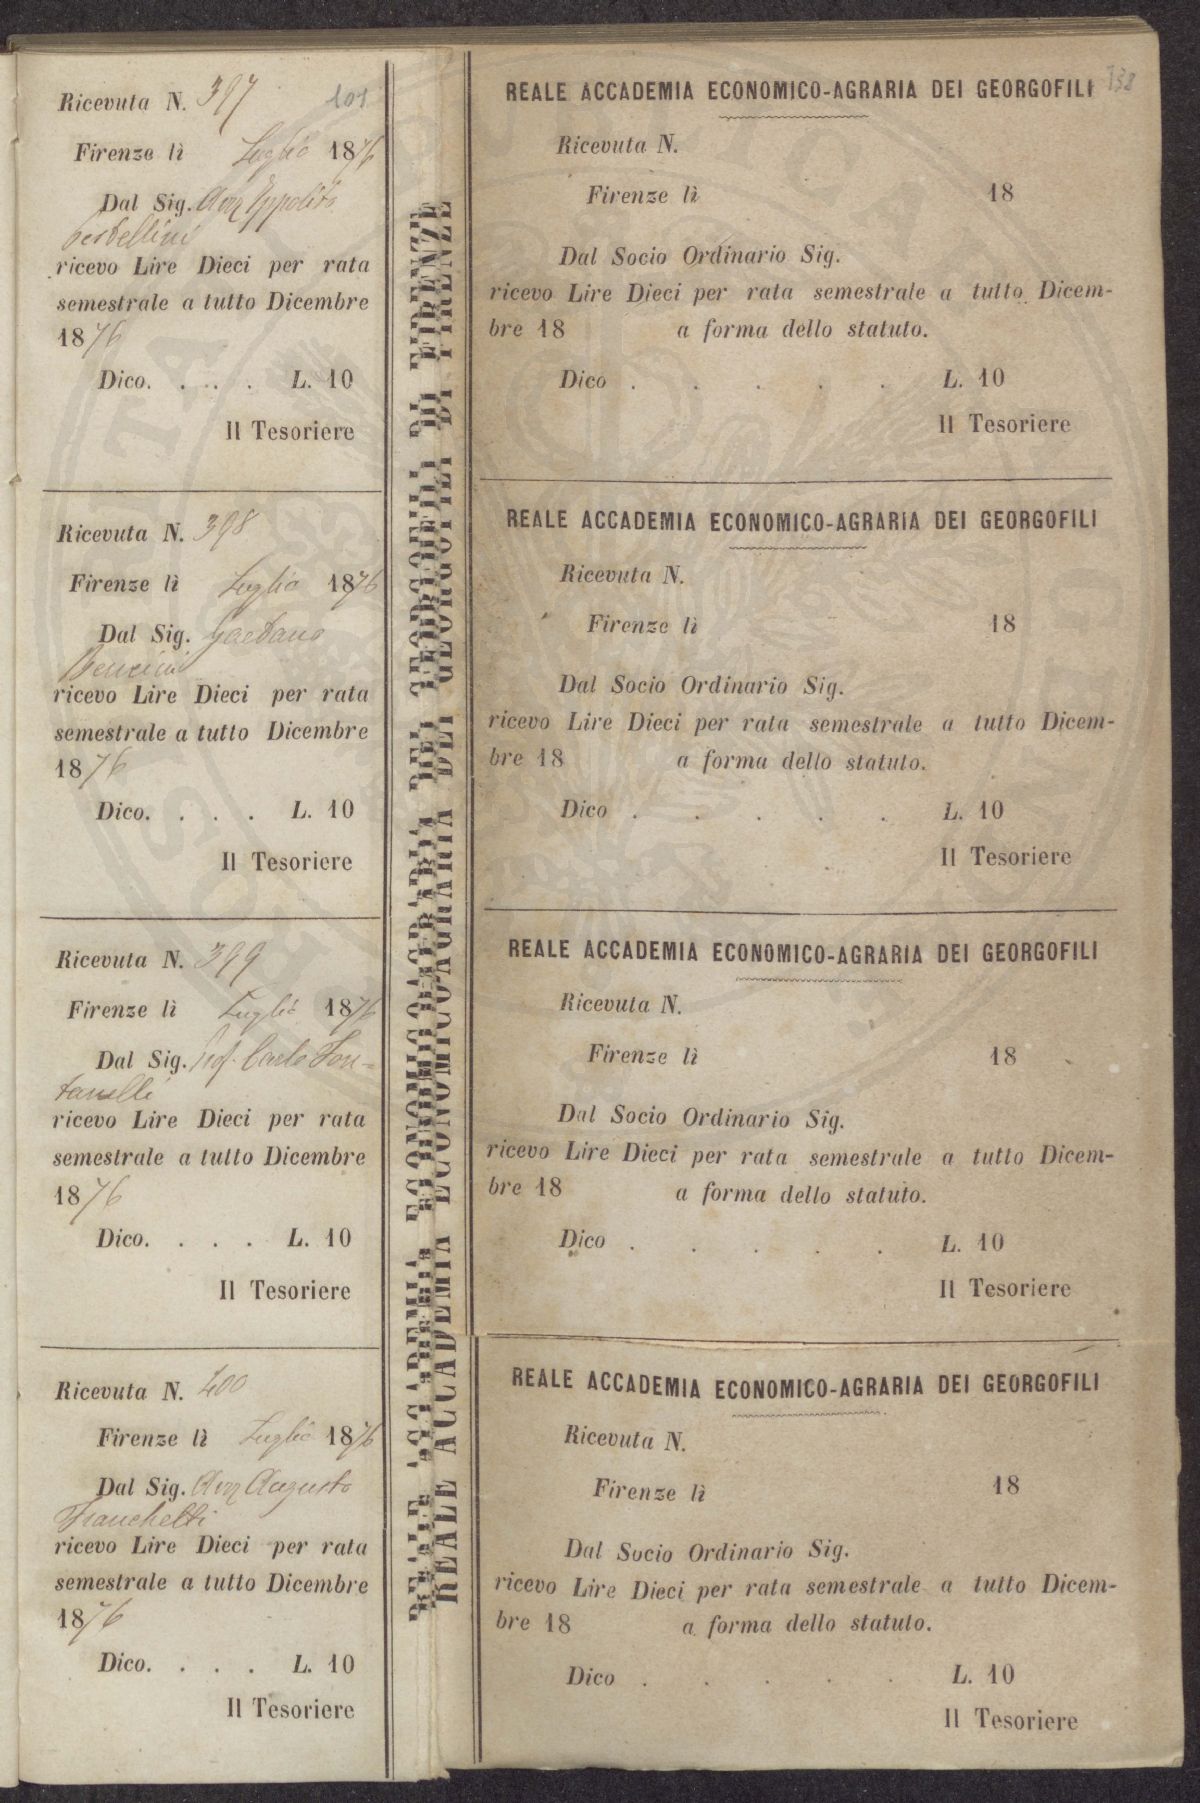 101
Ricevuta N. 397
Firenze lì Luglio 1876
Dal Sig. Avv Ippolito
ricevo Lire Dieci per rata
semestrale a tutto Dicembre
1876
Dico. . . . . L. 10
Il Tesoriere
Ricevuta N. 398
Firenze lì Luglio 1876
Dal Sig. Gaetano
Bencini
ricevo Lire Dieci per rata
semestrale a tutto Dicembre
1876
Dico. . . . L. 10
Il Tesoriere
Ricevuta N. 399
Firenze lì Luglio 1876
Dal Sig. Prof. Carlo Fon-
tanelli
ricevo Lire Dieci per rata
semestrale a tutto Dicembre
1876
Dico. . . . L. 10
Il Tesoriere
Ricevuta N. 400
Firenze lì Luglio 1876
Dal Sig. Avv Augusto
Franchetti
ricevo Lire Dieci per rata
semestrale a tutto Dicembre
1876
Dico. . . . L. 10
Il Tesoriere
REALE ACCADEMIA ECONOMICO-AGRARIA DEI GEORGOFILI DI FIRENZE
138
REALE ACCADEMIA ECONOMICO-AGRARIA DEI GEORGOFILI
Ricevuta N.
Firenze lì 18
Dal Socio Ordinario Sig.
ricevo Lire Dieci per rata semestrale a tutto Dicem-
bre 18 a forma dello statuto.
Dico . . . . . L. 10
Il Tesoriere
REALE ACCADEMIA ECONOMICO-AGRARIA DEI GEORGOFILI
Ricevuta N.
Firenze lì 18
Dal Socio Ordinario Sig.
ricevo Lire Dieci per rata semestrale a tutto Dicem-
bre 18 a forma dello statuto.
Dico . . . . . L. 10
Il Tesoriere
REALE ACCADEMIA ECONOMICO-AGRARIA DEI GEORGOFILI
Ricevuta N.
Firenze lì 18
Dal Socio Ordinario Sig.
ricevo Lire Dieci per rata semestrale a tutto Dicem-
bre 18 a forma dello statuto.
Dico . . . . . L. 10
Il Tesoriere
REALE ACCADEMIA ECONOMICO-AGRARIA DEI GEORGOFILI
Ricevuta N.
Firenze lì 18
Dal Socio Ordinario Sig.
ricevo Lire Dieci per rata semestrale a tutto Dicem-
bre 18 a forma dello statuto.
Dico . . . . . L. 10
Il Tesoriere